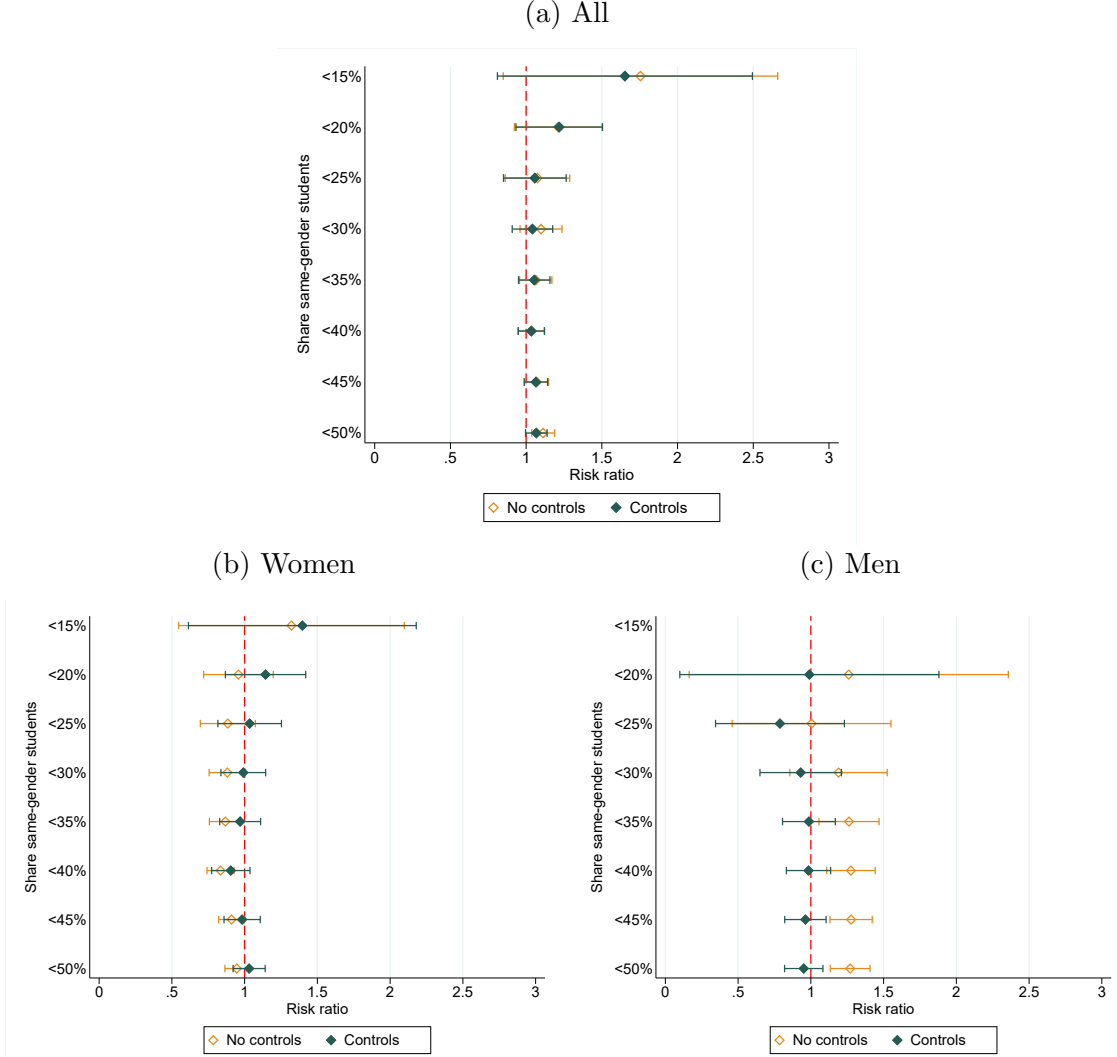 (a) All
<15%
<20%
<25%
<30%
<35%
<40%
<45%
<50%
Share same-gender students
0 .5 1 1.5 2 2.5 3
Risk ratio
No controls Controls
(b) Women
<15%
<20%
<25%
<30%
<35%
<40%
<45%
<50%
Share same-gender students
0 .5 1 1.5 2 2.5 3
Risk ratio
No controls Controls
(c) Men
<15%
<20%
<25%
<30%
<35%
<40%
<45%
<50%
Share same-gender students
0 .5 1 1.5 2 2.5 3
Risk ratio
No controls Controls